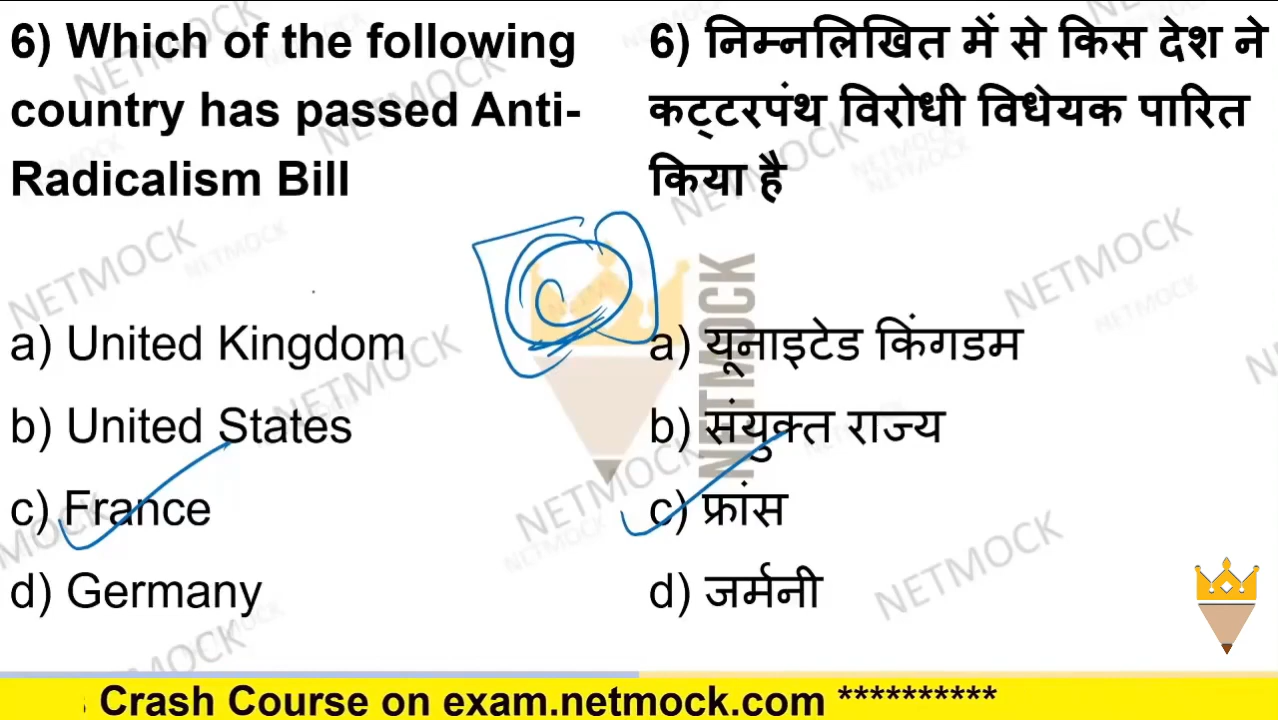 6) Which of the following
country has passed Anti-
Radicalism Bill
a) United Kingdom
b) United States
c) France
d) Germany
6) निम्नलिखित में से किस देश ने
कट्टरपंथ विरोधी विधेयक पारित
किया है
a) यूनाइटेड किंगडम
b) संयुक्त राज्य
c) फ्रांस
d) जर्मनी
NETMOCK
Crash Course on exam.netmock.com **********